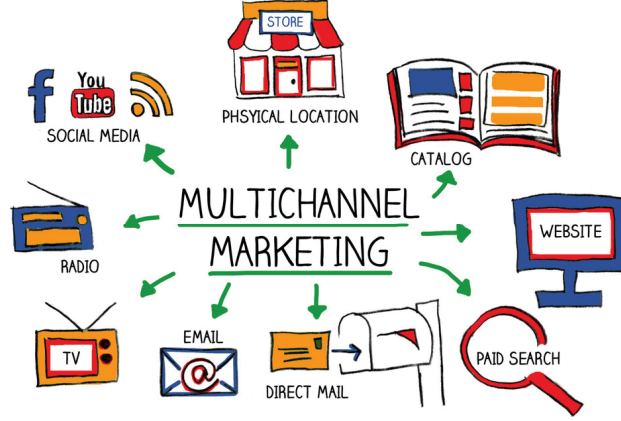 STORE
f
You
Tube
SOCIAL MEDIA
PHSYICAL LOCATION
CATALOG
MULTICHANNEL
MARKETING
WEBSITE
RADIO
TV
EMAIL
@
DIRECT MAIL
PAID SEARCH